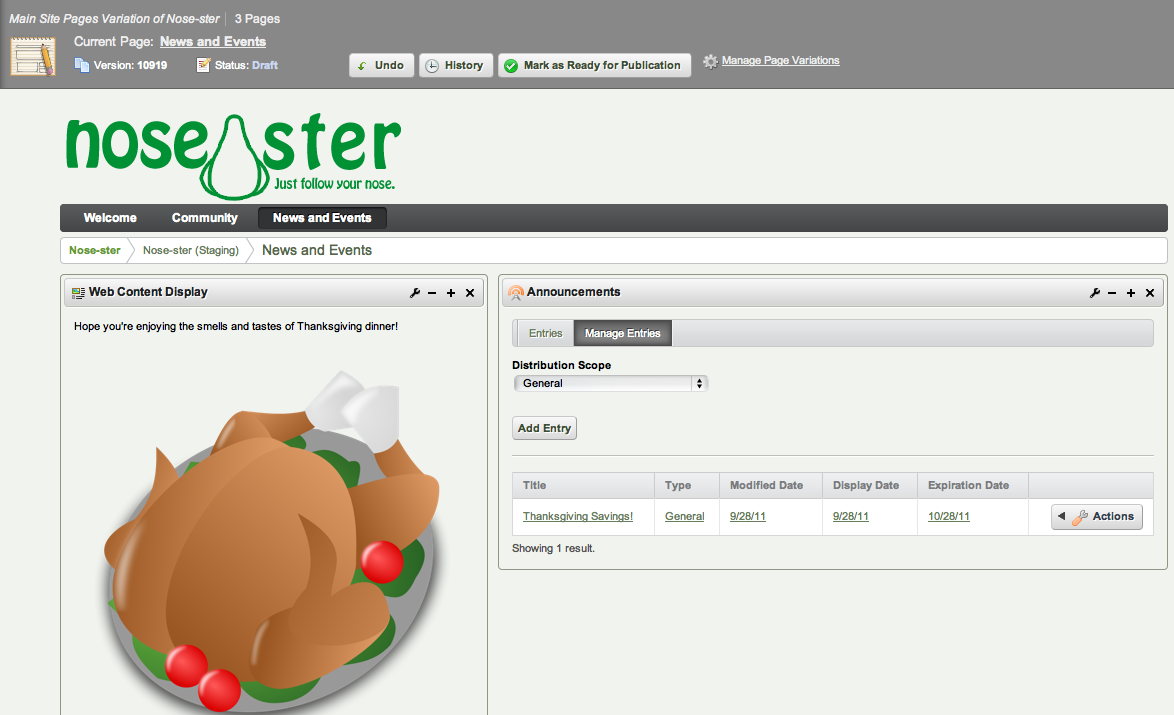 Main Site Pages Variation of Nose-ster 3 Pages
Current Page: News and Events
Version: 10919 Status: Draft
Undo History Mark as Ready for Publication Manage Page Variations
nose ster
Just follow your nose.
Welcome Community News and Events
Nose-ster Nose-ster (Staging) News and Events
Web Content Display
Hope you're enjoying the smells and tastes of Thanksgiving dinner!
Announcements
Entries Manage Entries
Distribution Scope
General
Add Entry
Title Type Modified Date Display Date Expiration Date
Thanksgiving Savings! General 9/28/11 9/28/11 10/28/11 Actions
Showing 1 result.